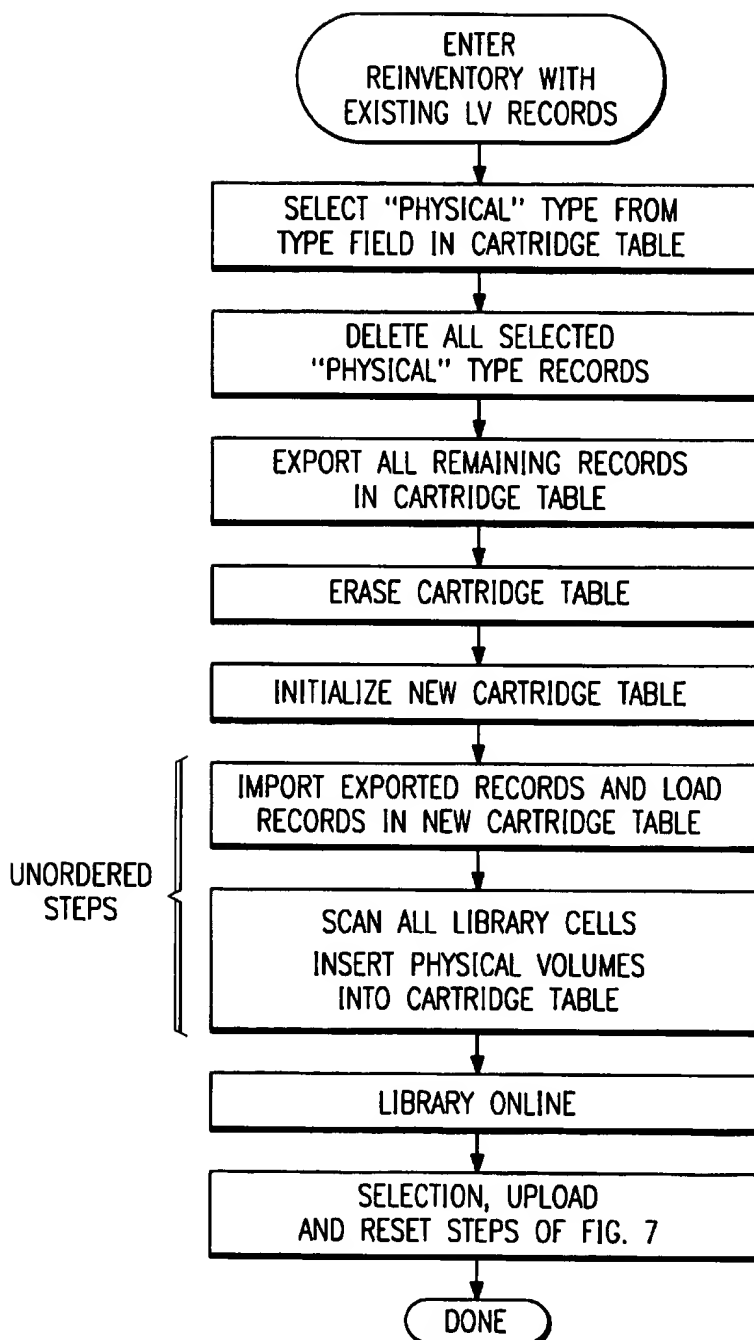 ENTER
REINVENTORY WITH
EXISTING LV RECORDS
SELECT "PHYSICAL" TYPE FROM
TYPE FIELD IN CARTRIDGE TABLE
DELETE ALL SELECTED
"PHYSICAL" TYPE RECORDS
EXPORT ALL REMAINING RECORDS
IN CARTRIDGE TABLE
ERASE CARTRIDGE TABLE
INITIALIZE NEW CARTRIDGE TABLE
UNORDERED
STEPS
IMPORT EXPORTED RECORDS AND LOAD
RECORDS IN NEW CARTRIDGE TABLE
SCAN ALL LIBRARY CELLS
INSERT PHYSICAL VOLUMES
INTO CARTRIDGE TABLE
LIBRARY ONLINE
SELECTION, UPLOAD
AND RESET STEPS OF FIG. 7
DONE